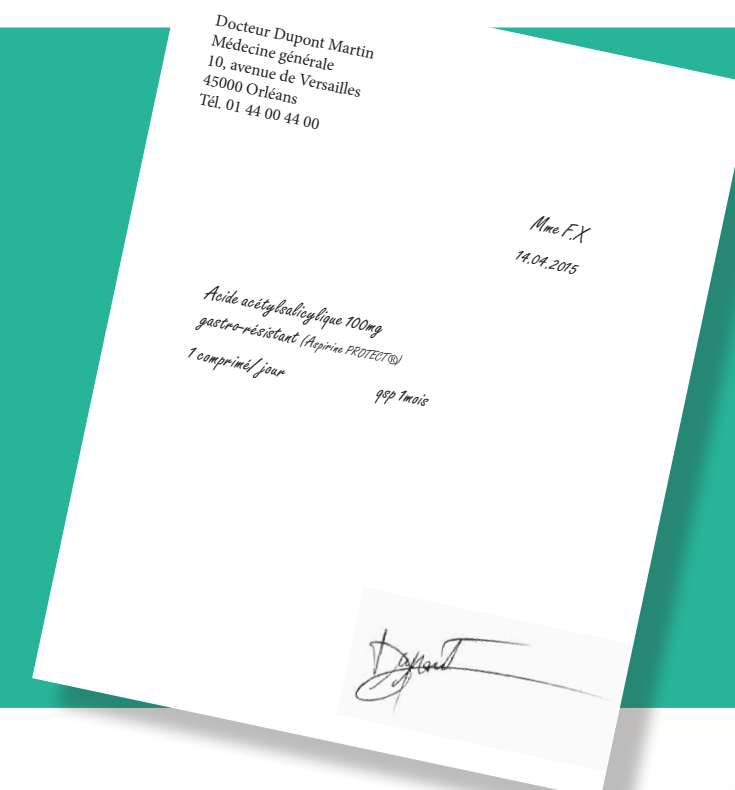 Docteur Dupont Martin
Médecine générale
10, avenue de Versailles
45000 Orléans
Tél. 01 44 00 44 00
Mme F.X
14.04.2015
Acide acétylsalicylique 100mg
gastro-résistant (Aspirine PROTECT®)
1 comprimé/ jour
qsp 1mois
Dupont